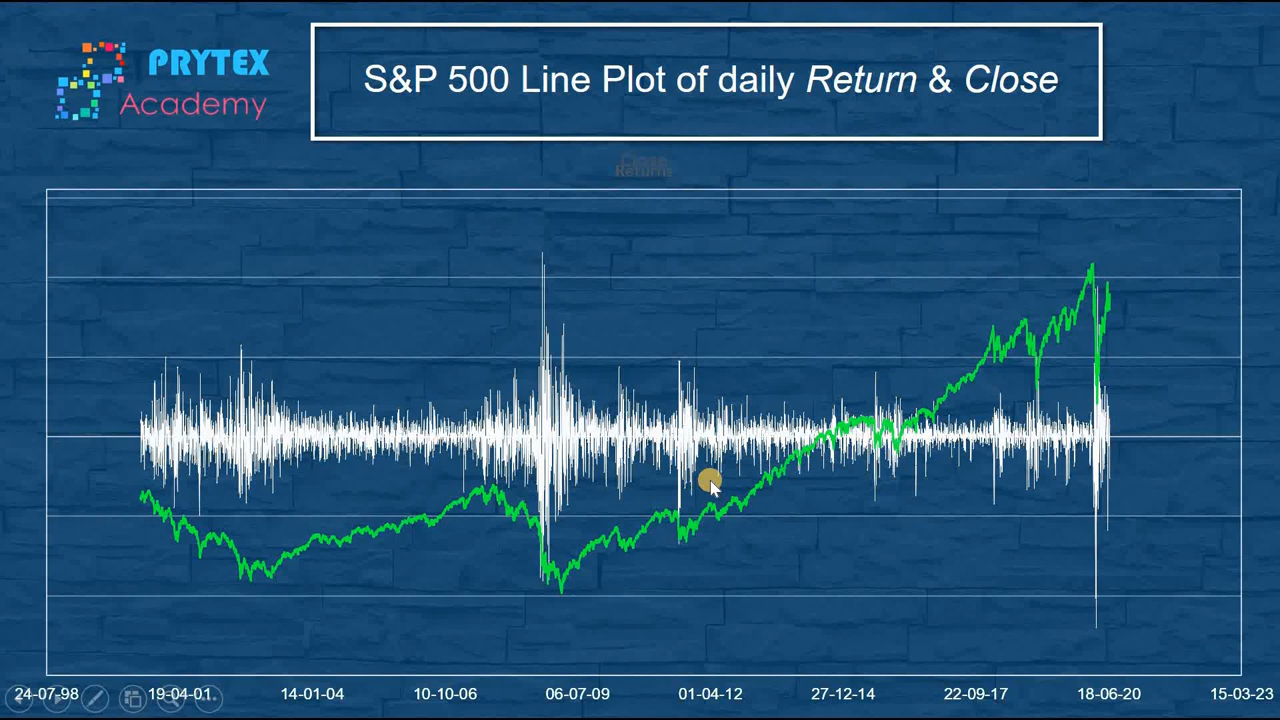 PRYTEX
Academy
S&P 500 Line Plot of daily Return & Close
Close
Returns
24-07-98 19-04-01 14-01-04 10-10-06 06-07-09 01-04-12 27-12-14 22-09-17 18-06-20 15-03-23